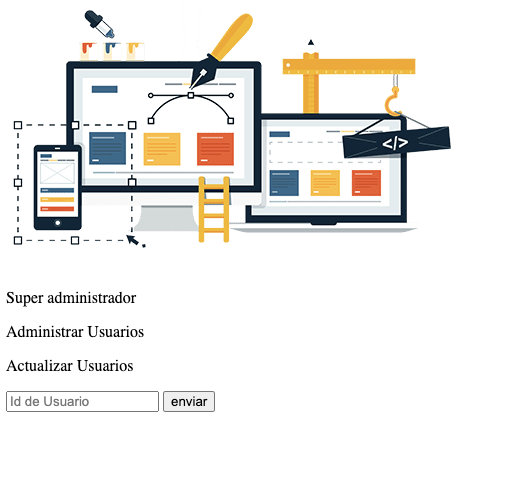 </>
Super administrador
Administrar Usuarios
Actualizar Usuarios
Id de Usuario enviar